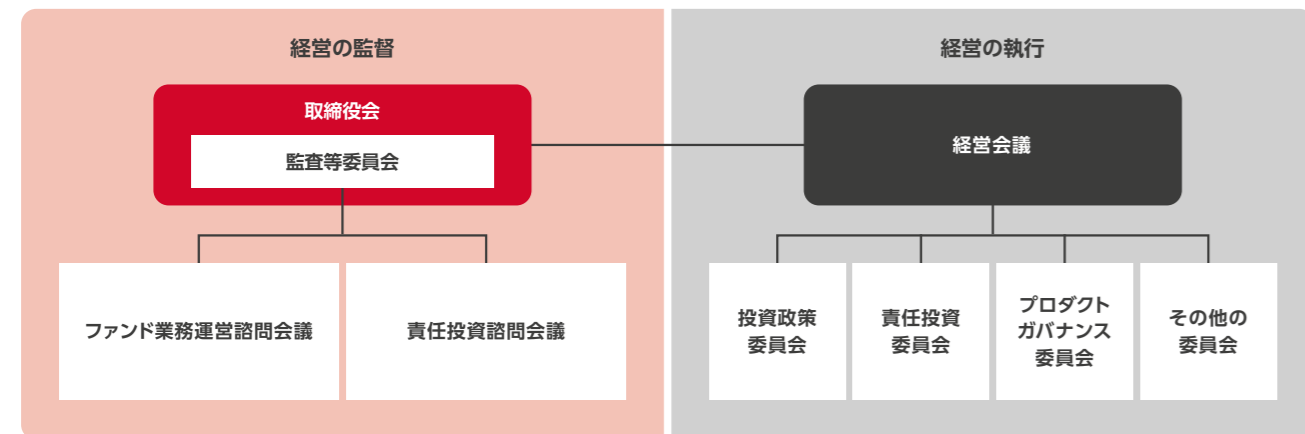 経営の監督
取締役会
監査等委員会
ファンド業務運営諮問会議
責任投資諮問会議
経営の執行
経営会議
投資政策
委員会
責任投資
委員会
プロダクト
ガバナンス
委員会
その他の
委員会